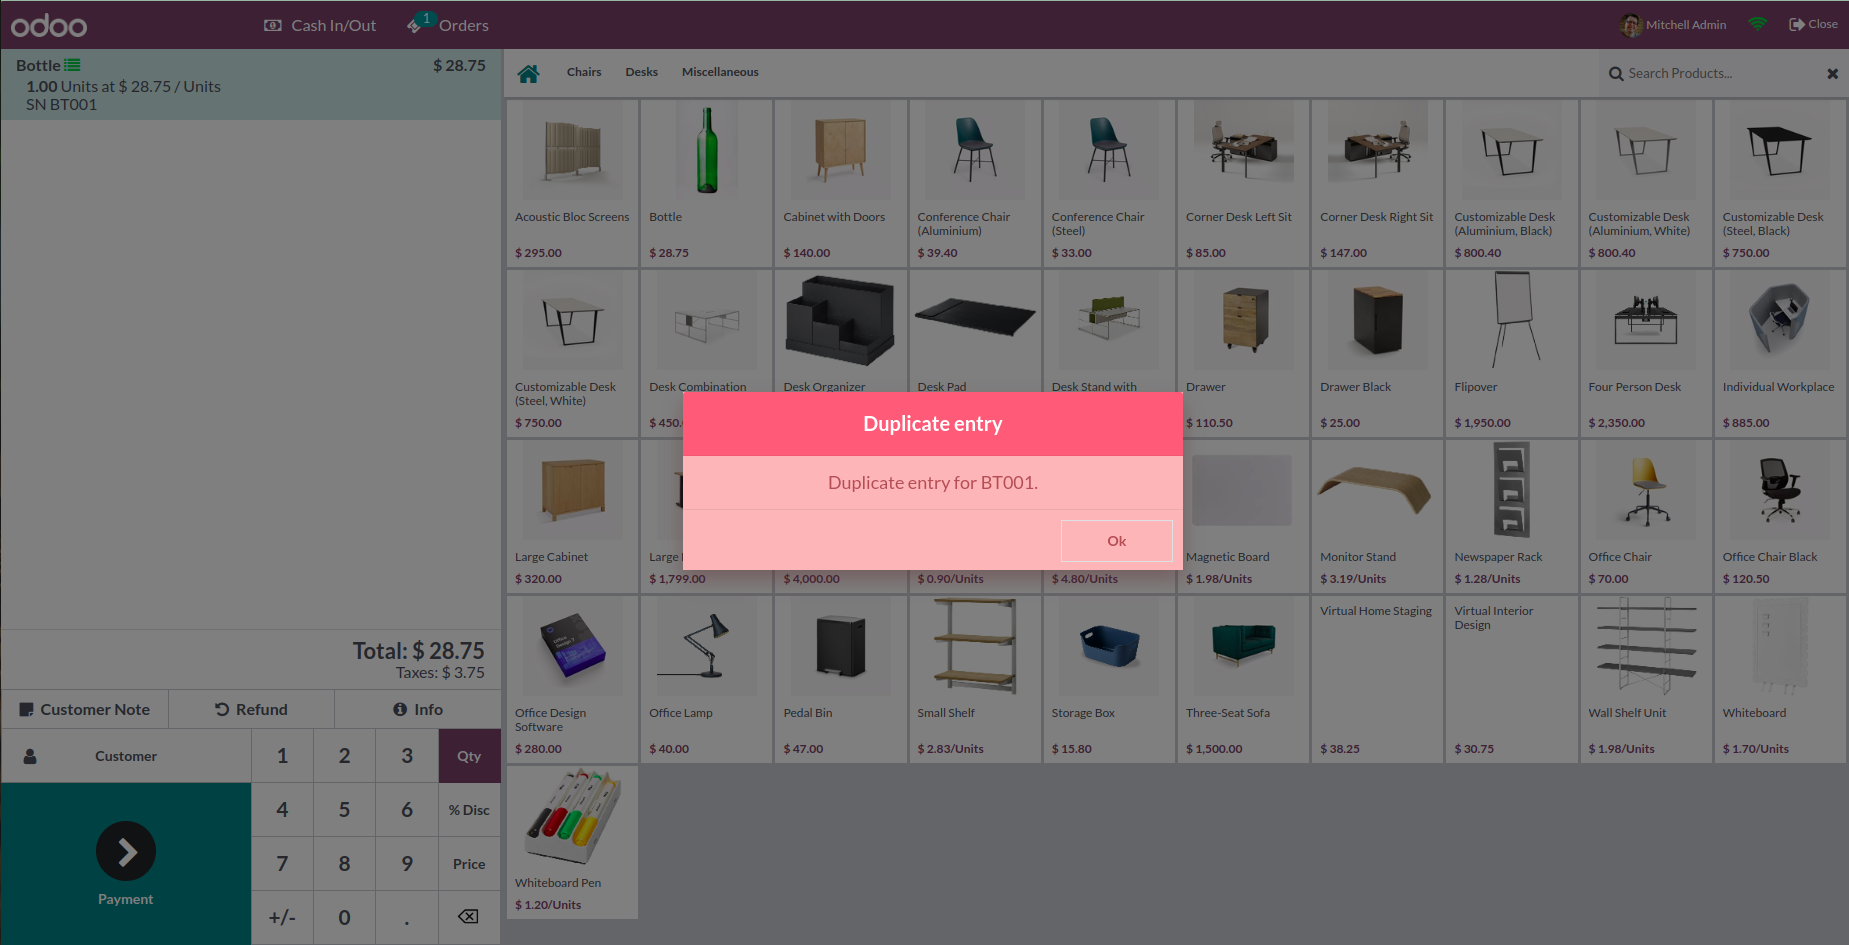 odoo
Cash In/Out
1
Orders
Mitchell Admin
Close
Bottle
$ 28.75
1.00 Units at $ 28.75 / Units
SN BT001
Chairs
Desks
Miscellaneous
Search Products...
Acoustic Bloc Screens
$ 295.00
Bottle
$ 28.75
Cabinet with Doors
$ 140.00
Conference Chair
(Aluminium)
$ 39.40
Conference Chair
(Steel)
$ 33.00
Corner Desk Left Sit
$ 85.00
Corner Desk Right Sit
$ 147.00
Customizable Desk
(Aluminium, Black)
$ 800.40
Customizable Desk
(Aluminium, White)
$ 800.40
Customizable Desk
(Steel, Black)
$ 750.00
Customizable Desk
(Steel, White)
$ 750.00
Desk Combination
$ 450.
Desk Organizer
Desk Pad
Desk Stand with
Drawer
$ 110.50
Drawer Black
$ 25.00
Flipover
$ 1,950.00
Four Person Desk
$ 2,350.00
Individual Workplace
$ 885.00
Duplicate entry
Duplicate entry for BT001.
Ok
Large Cabinet
$ 320.00
Large
$ 1,799.00
$ 4,000.00
$ 0.90/Units
$ 4.80/Units
Magnetic Board
$ 1.98/Units
Monitor Stand
$ 3.19/Units
Newspaper Rack
$ 1.28/Units
Office Chair
$ 70.00
Office Chair Black
$ 120.50
Office Design
Software
$ 280.00
Office Lamp
$ 40.00
Pedal Bin
$ 47.00
Small Shelf
$ 2.83/Units
Storage Box
$ 15.80
Three-Seat Sofa
$ 1,500.00
Virtual Home Staging
$ 38.25
Virtual Interior
Design
$ 30.75
Wall Shelf Unit
$ 1.98/Units
Whiteboard
$ 1.70/Units
Whiteboard Pen
$ 1.20/Units
Total: $ 28.75
Taxes: $ 3.75
Customer Note
Refund
Info
Customer
1 2 3 Qty
4 5 6 % Disc
7 8 9 Price
+/- 0 .
Payment